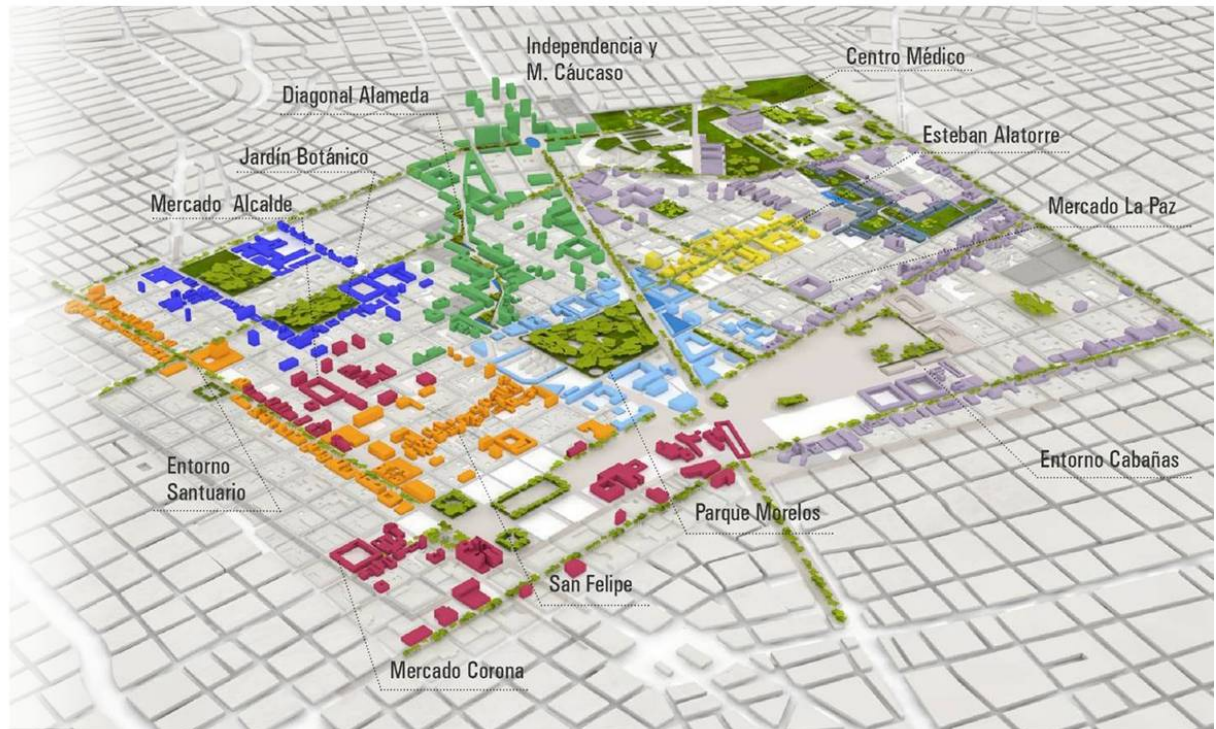 Independencia y
M. Cáucaso
Centro Médico
Diagonal Alameda
Esteban Alatorre
Jardín Botánico
Mercado La Paz
Mercado Alcalde
Entorno
Santuario
Entorno Cabañas
Parque Morelos
San Felipe
Mercado Corona